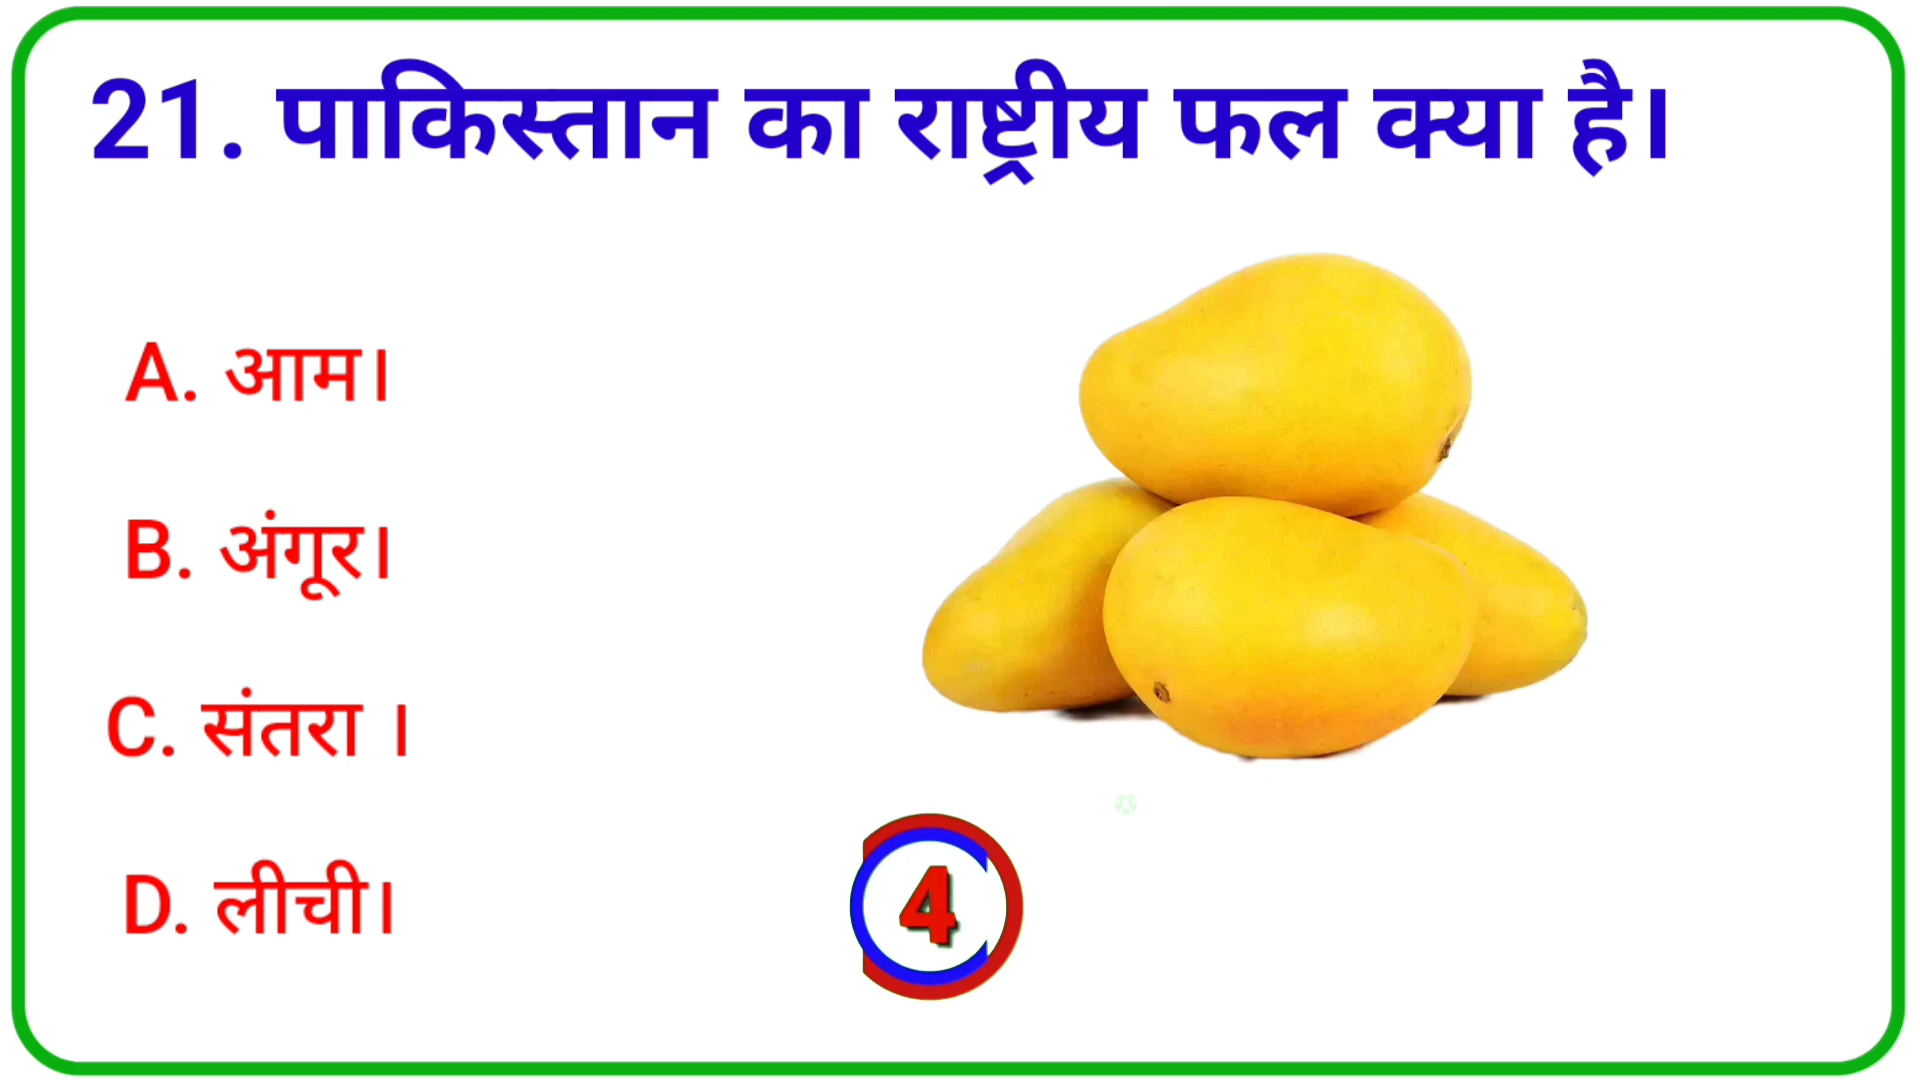 21. पाकिस्तान का राष्ट्रीय फल क्या है।
A. आम।
B. अंगूर।
C. संतरा ।
D. लीची।
4